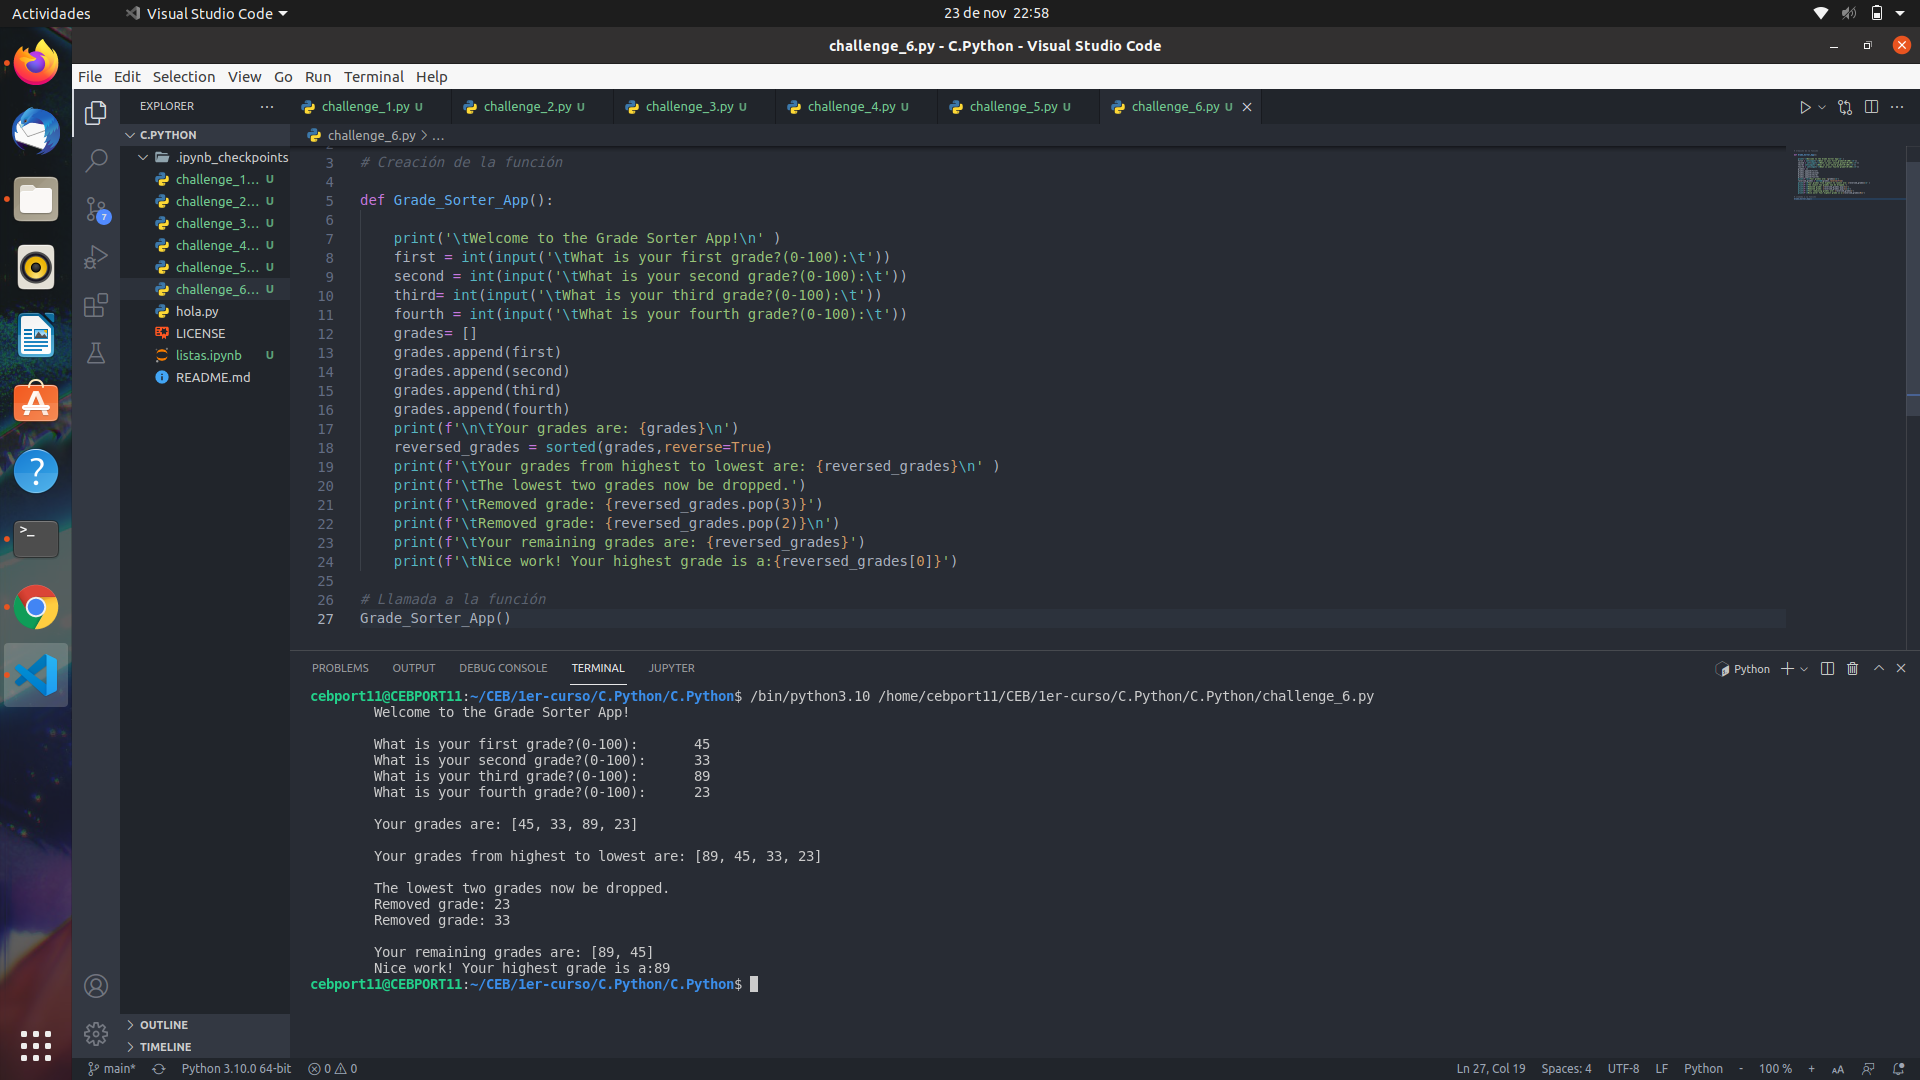 Actividades Visual Studio Code 23 de nov 22:58
challenge_6.py - C.Python - Visual Studio Code
File Edit Selection View Go Run Terminal Help
EXPLORER
challenge_1.py U challenge_2.py U challenge_3.py U challenge_4.py U challenge_5.py U challenge_6.py U
C.PYTHON
challenge_6.py > ...
.ipynb_checkpoints
challenge_1... U
challenge_2... U
challenge_3... U
challenge_4... U
challenge_5... U
challenge_6... U
hola.py
LICENSE
listas.ipynb U
README.md
7
OUTLINE
TIMELINE
3 # Creación de la función
4
5 def Grade_Sorter_App():
6
7 print('\tWelcome to the Grade Sorter App!\n' )
8 first = int(input('\tWhat is your first grade?(0-100):\t'))
9 second = int(input('\tWhat is your second grade?(0-100):\t'))
10 third= int(input('\tWhat is your third grade?(0-100):\t'))
11 fourth = int(input('\tWhat is your fourth grade?(0-100):\t'))
12 grades= []
13 grades.append(first)
14 grades.append(second)
15 grades.append(third)
16 grades.append(fourth)
17 print(f'\n\tYour grades are: {grades}\n')
18 reversed_grades = sorted(grades,reverse=True)
19 print(f'\tYour grades from highest to lowest are: {reversed_grades}\n' )
20 print(f'\tThe lowest two grades now be dropped.')
21 print(f'\tRemoved grade: {reversed_grades.pop(3)}')
22 print(f'\tRemoved grade: {reversed_grades.pop(2)}\n')
23 print(f'\tYour remaining grades are: {reversed_grades}')
24 print(f'\tNice work! Your highest grade is a:{reversed_grades[0]}')
25
26 # Llamada a la función
27 Grade_Sorter_App()
PROBLEMS OUTPUT DEBUG CONSOLE TERMINAL JUPYTER Python
cebport11@CEBPORT11:~/CEB/1er-curso/C.Python/C.Python$ /bin/python3.10 /home/cebport11/CEB/1er-curso/C.Python/C.Python/challenge_6.py
Welcome to the Grade Sorter App!
What is your first grade?(0-100): 45
What is your second grade?(0-100): 33
What is your third grade?(0-100): 89
What is your fourth grade?(0-100): 23
Your grades are: [45, 33, 89, 23]
Your grades from highest to lowest are: [89, 45, 33, 23]
The lowest two grades now be dropped.
Removed grade: 23
Removed grade: 33
Your remaining grades are: [89, 45]
Nice work! Your highest grade is a:89
cebport11@CEBPORT11:~/CEB/1er-curso/C.Python/C.Python$
main* Python 3.10.0 64-bit 0 0 Ln 27, Col 19 Spaces: 4 UTF-8 LF Python - 100 % +